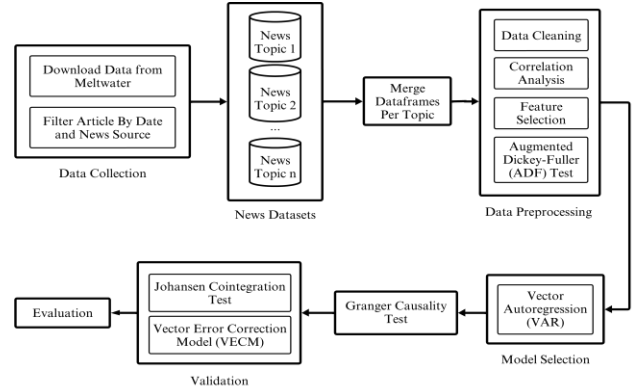 Download Data from
Meltwater
Filter Article By Date
and News Source
Data Collection
News
Topic 1
News
Topic 2
...
News
Topic n
News Datasets
Merge
Dataframes
Per Topic
Data Cleaning
Correlation
Analysis
Feature
Selection
Augmented
Dickey-Fuller
(ADF) Test
Data Preprocessing
Vector
Autoregression
(VAR)
Model Selection
Granger Causality
Test
Johansen Cointegration
Test
Vector Error Correction
Model (VECM)
Validation
Evaluation